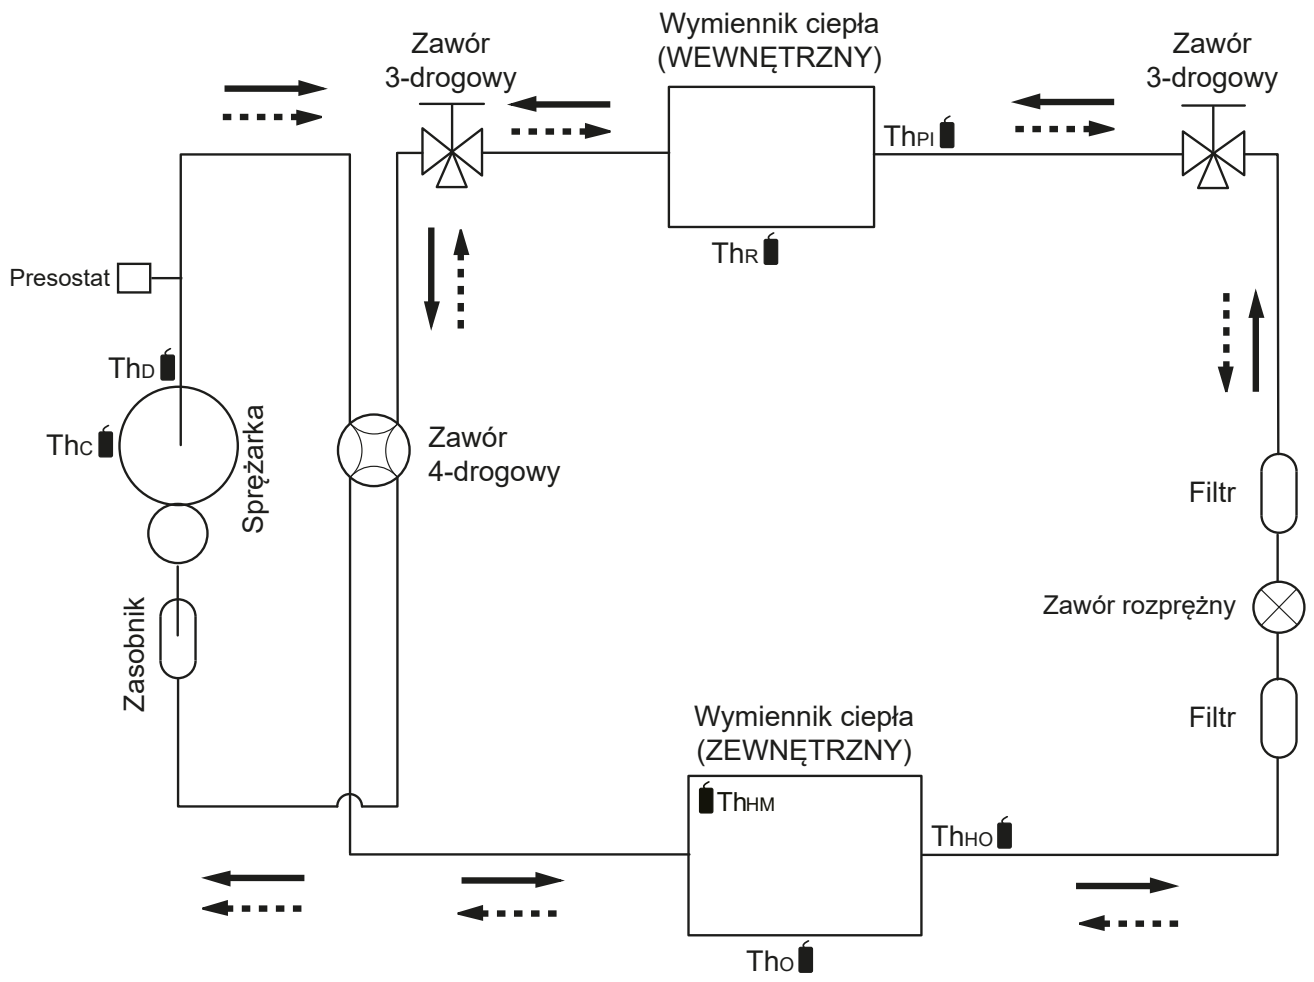 Wymiennik ciepła
(WEWNĘTRZNY)
Zawór
3-drogowy
Zawór
3-drogowy
ThPI
ThR
Presostat
ThD
ThC
Sprężarka
Zawór
4-drogowy
Filtr
Zawór rozprężny
Zasobnik
Filtr
Wymiennik ciepła
(ZEWNĘTRZNY)
ThHM
ThHO
ThO